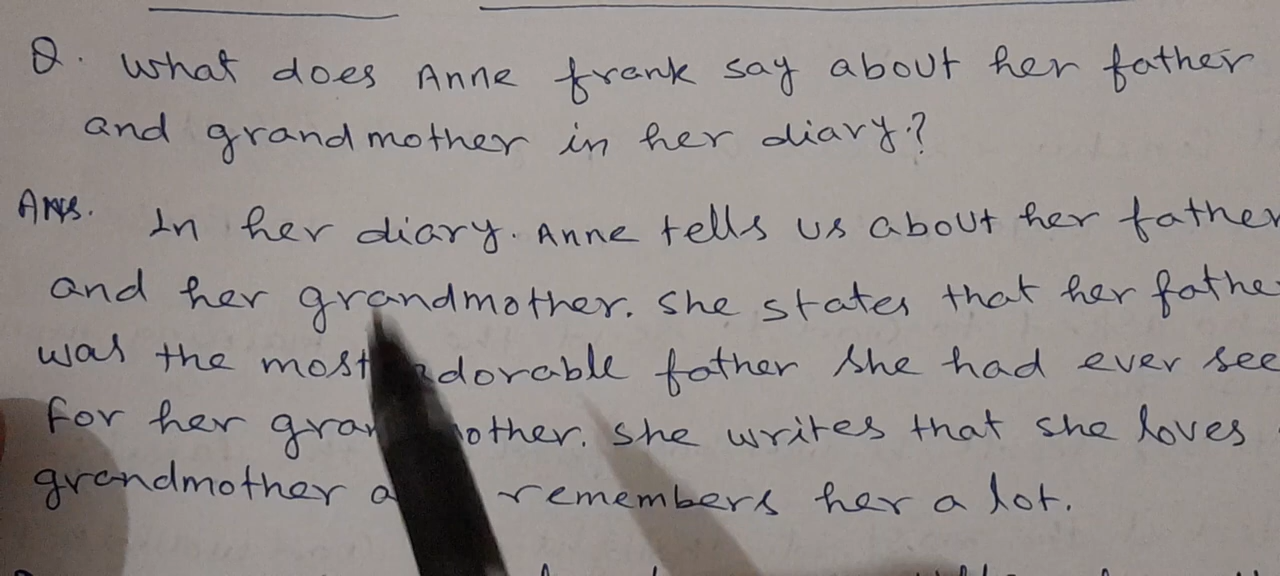 Q. What does Anne frank say about her father
and grandmother in her diary?
Ans. In her diary. Anne tells us about her father
and her grandmother. She states that her fathe
was the most adorable father she had ever see
For her grandmother. She writes that she loves
grandmother remembers her a lot.